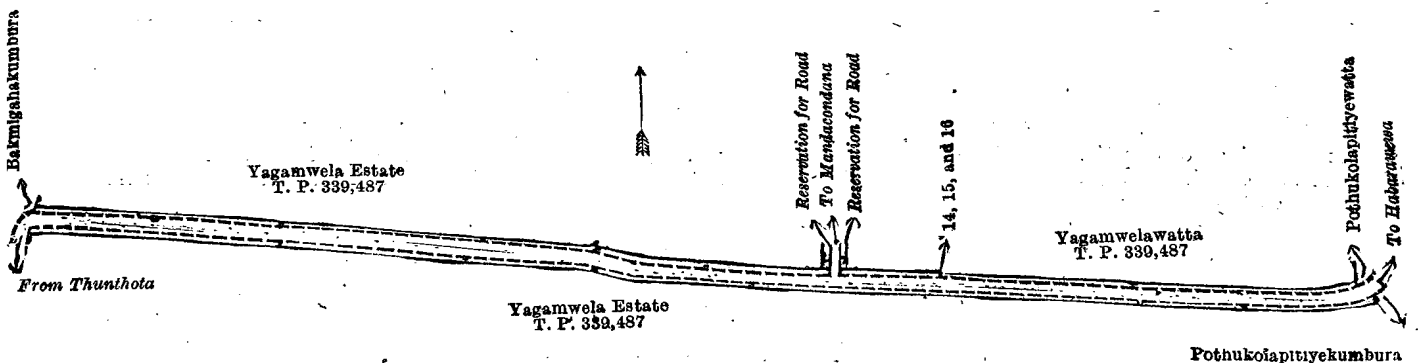 Bakmigahakumbura
Yagamwela Estate
T. P. 339,487
From Thunthota
Yagamwela Estate
T. P. 339,487
Reservation for Road
To Mandacondana
Reservation for Road
14, 15, and 16
Yagamwelawatta
T. P. 339,487
Pothukolapitiyewatta
To Habarawewa
Pothukolapitiyekumbura